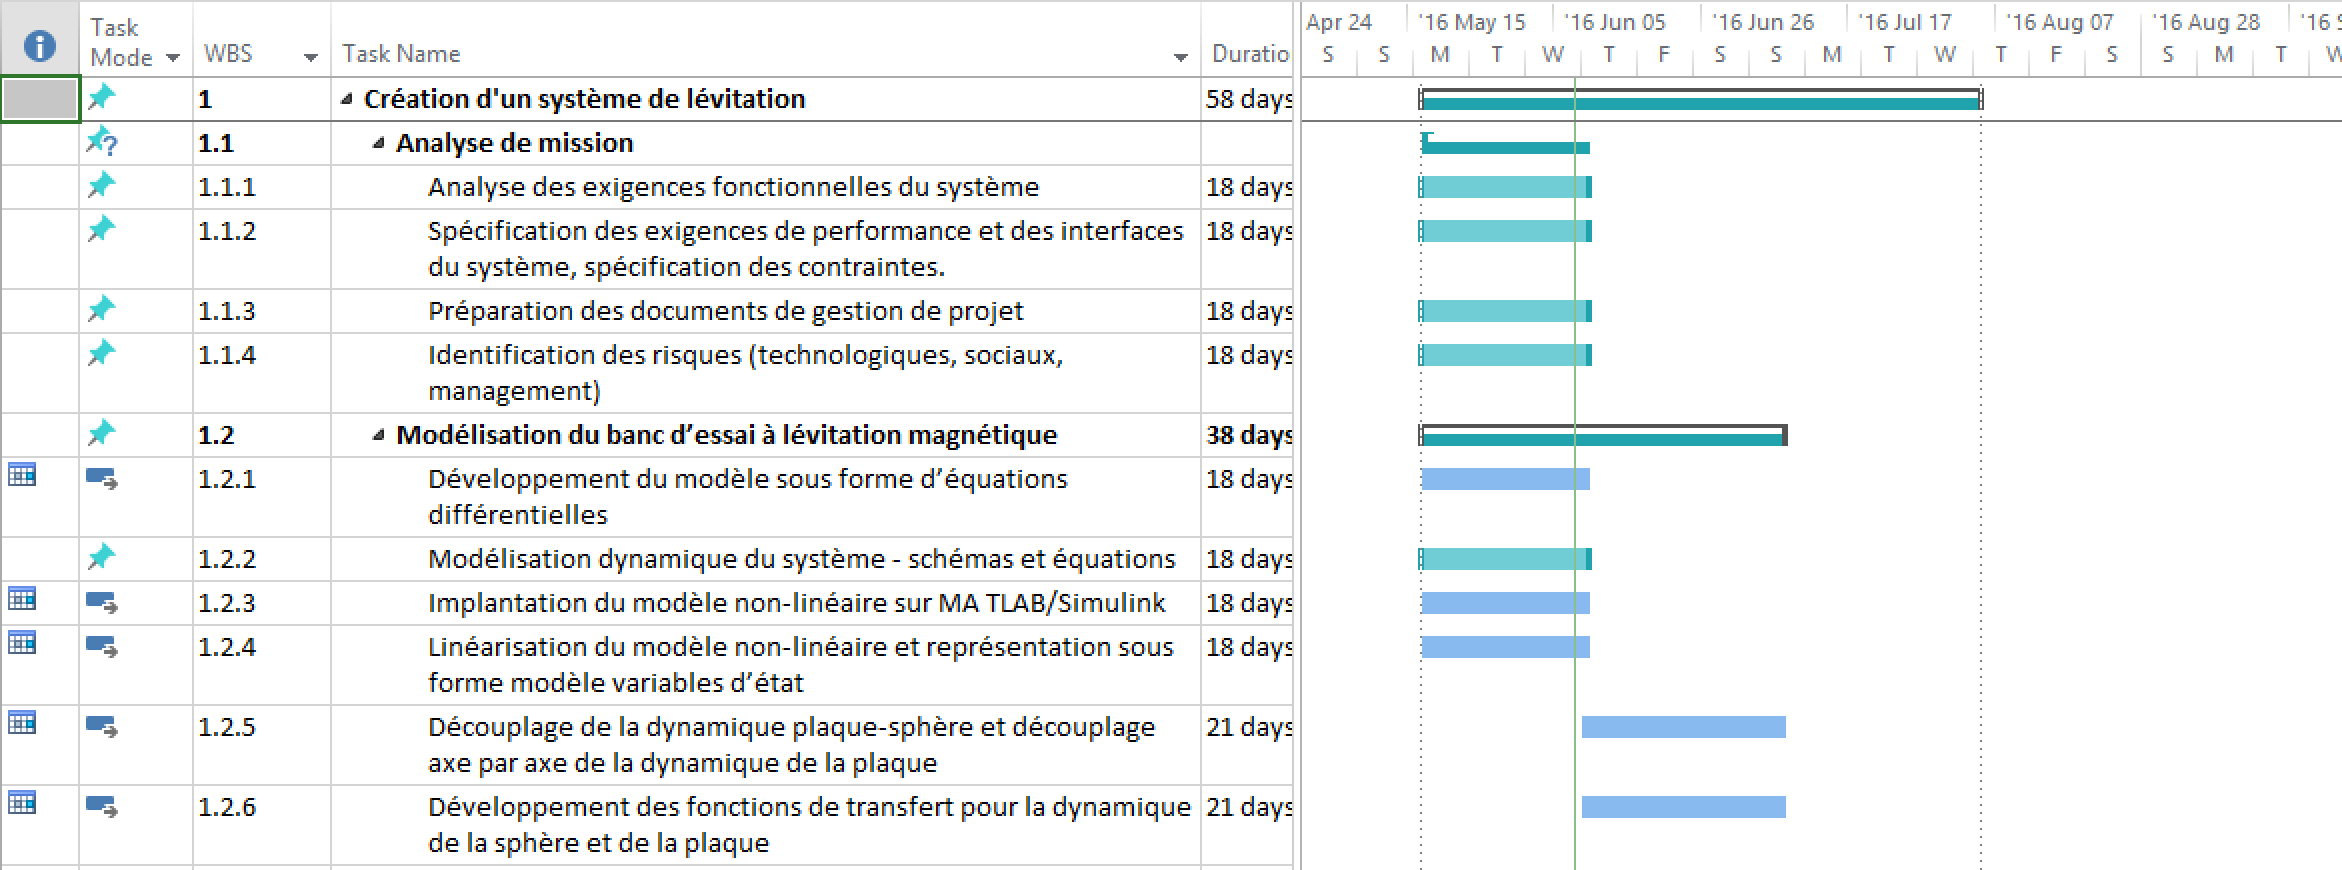 Task Mode WBS Task Name Duratio
Apr 24 '16 May 15 '16 Jun 05 '16 Jun 26 '16 Jul 17 '16 Aug 07 '16 Aug 28 '16 S
S S M T W T F S S M T W T F S S M T W
1 Création d'un système de lévitation 58 days
1.1 Analyse de mission
1.1.1 Analyse des exigences fonctionnelles du système 18 days
1.1.2 Spécification des exigences de performance et des interfaces 18 days
du système, spécification des contraintes.
1.1.3 Préparation des documents de gestion de projet 18 days
1.1.4 Identification des risques (technologiques, sociaux, 18 days
management)
1.2 Modélisation du banc d’essai à lévitation magnétique 38 days
1.2.1 Développement du modèle sous forme d’équations 18 days
différentielles
1.2.2 Modélisation dynamique du système - schémas et équations 18 days
1.2.3 Implantation du modèle non-linéaire sur MA TLAB/Simulink 18 days
1.2.4 Linéarisation du modèle non-linéaire et représentation sous 18 days
forme modèle variables d’état
1.2.5 Découplage de la dynamique plaque-sphère et découplage 21 days
axe par axe de la dynamique de la plaque
1.2.6 Développement des fonctions de transfert pour la dynamique 21 days
de la sphère et de la plaque